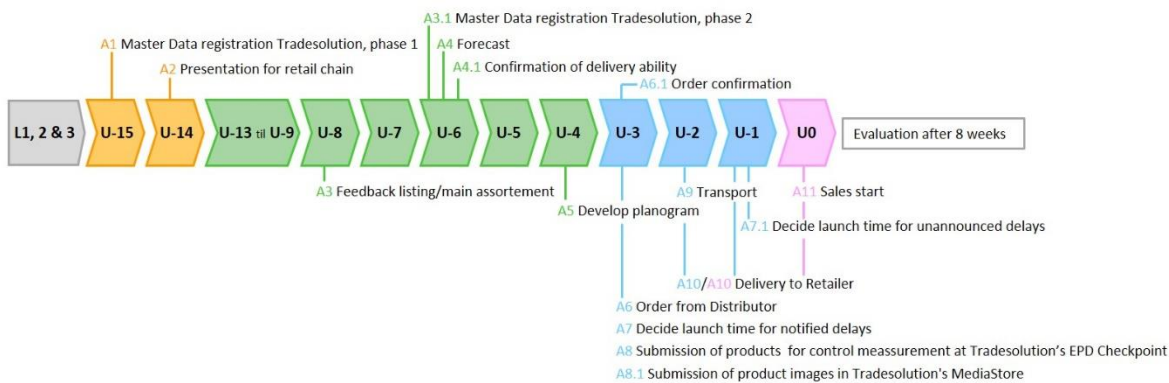 A3.1 Master Data registration Tradesolution, phase 2
A1 Master Data registration Tradesolution, phase 1
A4 Forecast
A2 Presentation for retail chain
A4.1 Confirmation of delivery ability
A6.1 Order confirmation
L1, 2 & 3
U-15
U-14
U-13 til U-9
U-8
U-7
U-6
U-5
U-4
U-3
U-2
U-1
U0
Evaluation after 8 weeks
A3 Feedback listing/main assortement
A9 Transport
A11 Sales start
A5 Develop planogram
A7.1 Decide launch time for unannounced delays
A10/A10 Delivery to Retailer
A6 Order from Distributor
A7 Decide launch time for notified delays
A8 Submission of products for control meassurement at Tradesolution's EPD Checkpoint
A8.1 Submission of product images in Tradesolution's MediaStore